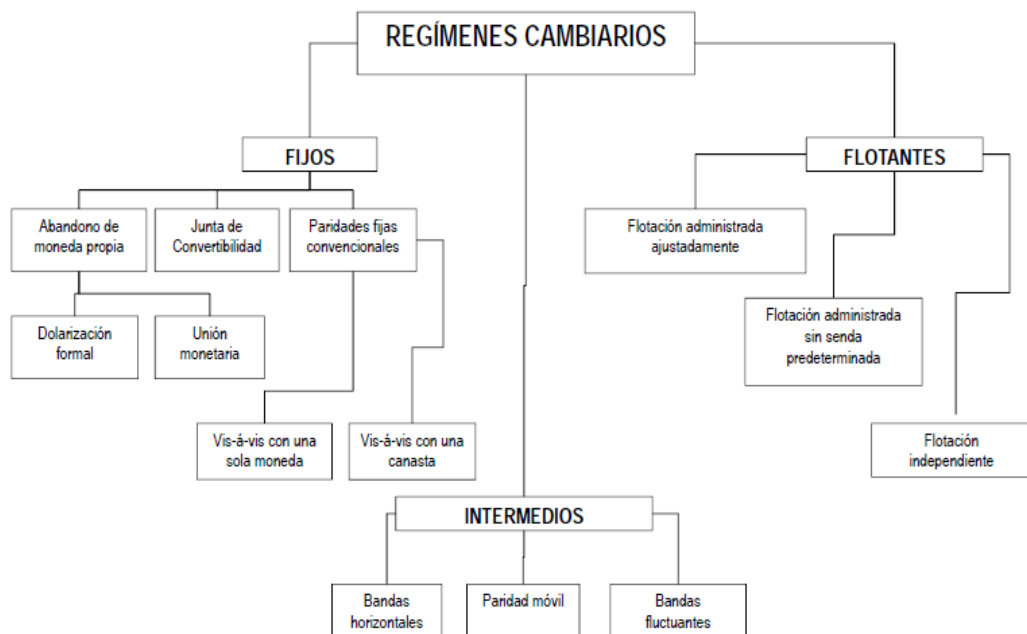 REGÍMENES CAMBIARIOS
FIJOS
FLOTANTES
Abandono de
moneda propia
Junta de
Convertibilidad
Paridades fijas
convencionales
Flotación administrada
ajustadamente
Dolarización
formal
Unión
monetaria
Flotación administrada
sin senda
predeterminada
Vis-á-vis con una
sola moneda
Vis-á-vis con una
canasta
Flotación
independiente
INTERMEDIOS
Bandas
horizontales
Paridad móvil
Bandas
fluctuantes